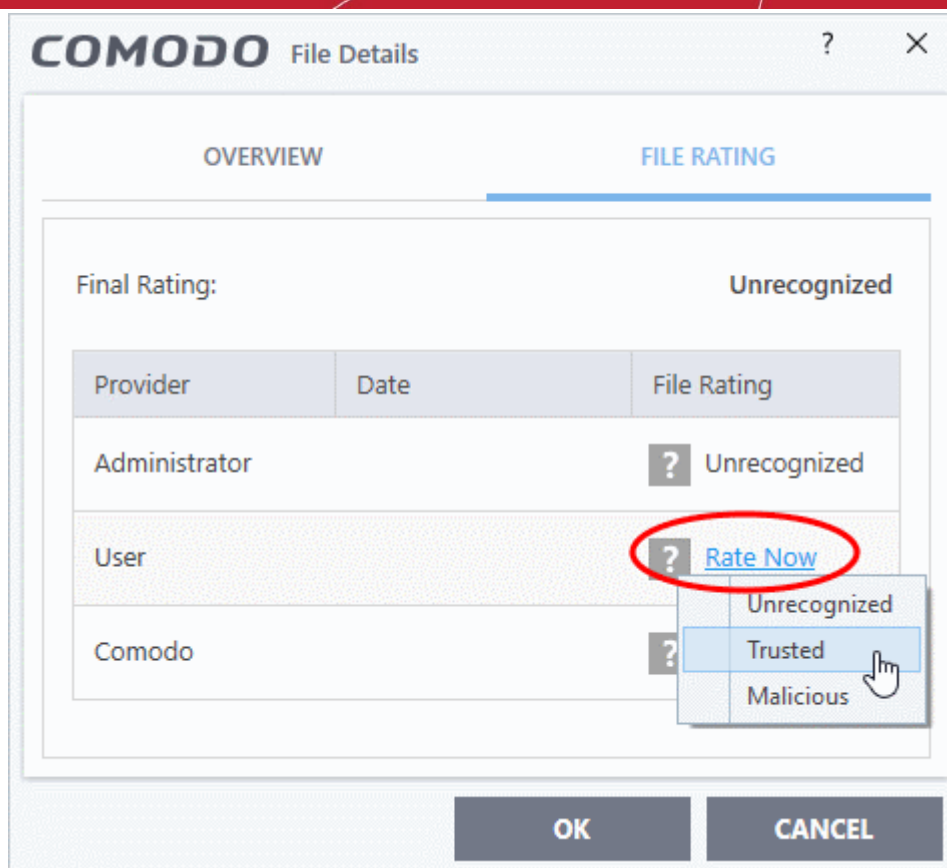 COMODO File Details ? ×
OVERVIEW FILE RATING
Final Rating: Unrecognized
Provider Date File Rating
Administrator ? Unrecognized
User ? Rate Now
Unrecognized
Comodo ? Trusted
Malicious
OK CANCEL